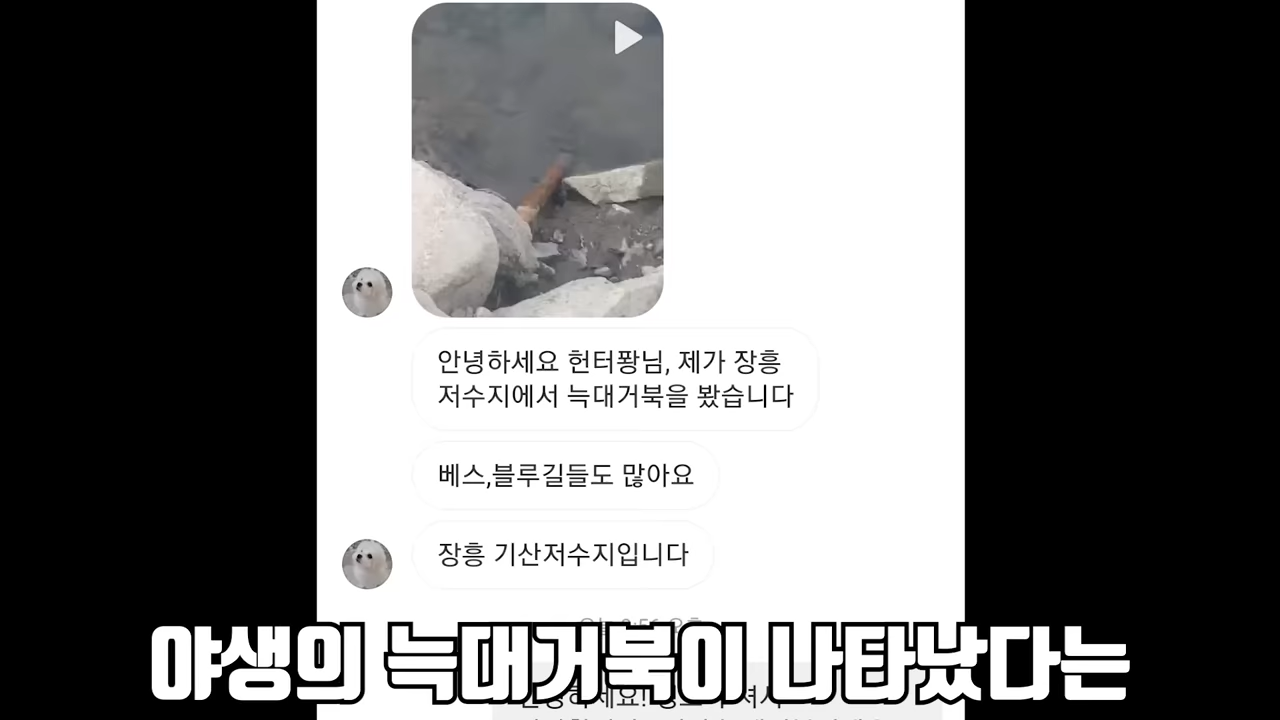 안녕하세요 헌터퐝님, 제가 장흥
저수지에서 늑대거북을 봤습니다
베스,블루길들도 많아요
장흥 기산저수지입니다
야생의 늑대거북이 나타났다는